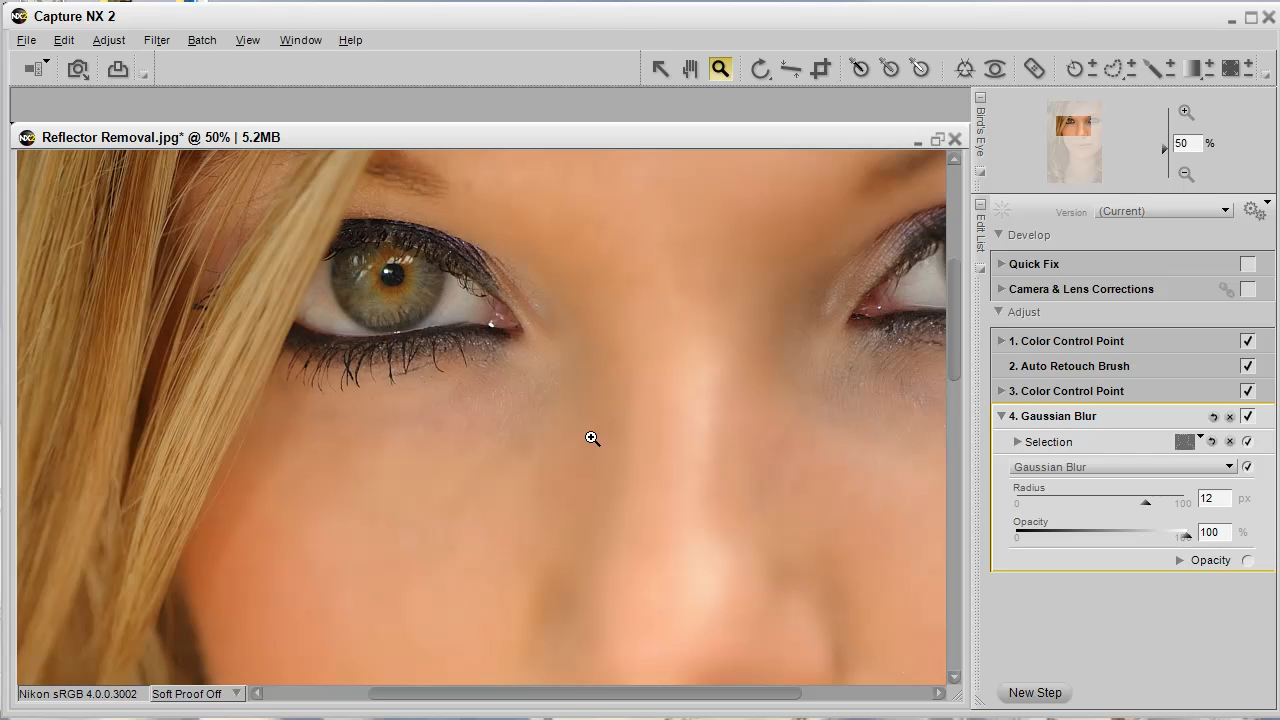 NX2 Capture NX 2
File Edit Adjust Filter Batch View Window Help
NX2 Reflector Removal.jpg* @ 50% | 5.2MB
Bird's Eye
50 %
Edit List
Version (Current)
Develop
Quick Fix
Camera & Lens Corrections
Adjust
1. Color Control Point
2. Auto Retouch Brush
3. Color Control Point
4. Gaussian Blur
Selection
Gaussian Blur
Radius
0 100 12 px
Opacity
0 100 %
Opacity
New Step
Nikon sRGB 4.0.0.3002 Soft Proof Off